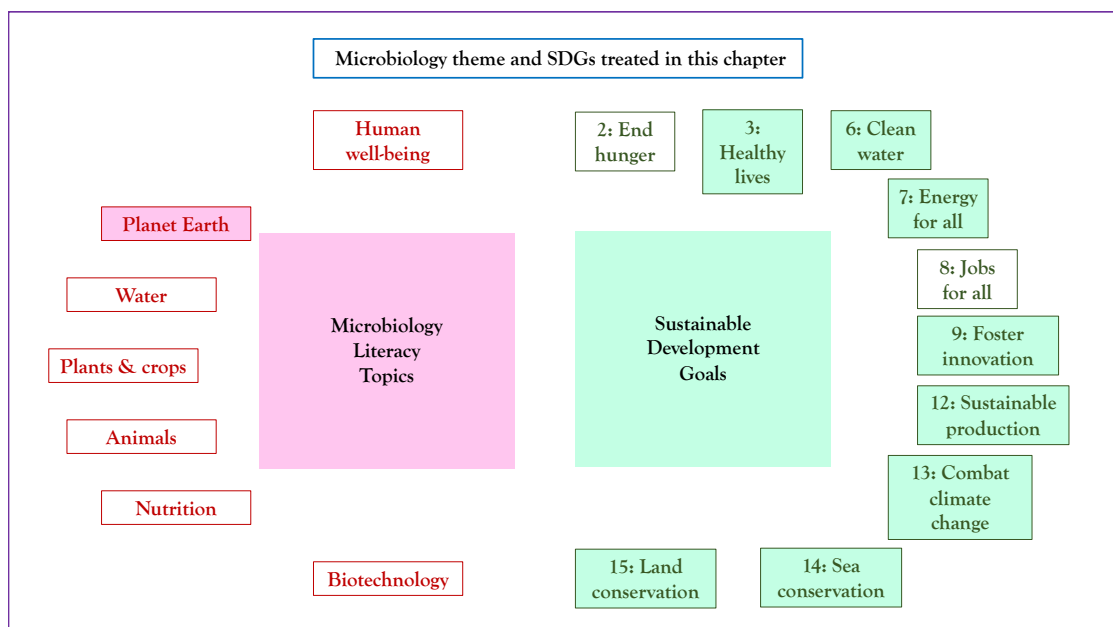 Microbiology theme and SDGs treated in this chapter
Human
well-being
Planet Earth
Water
Plants & crops
Animals
Nutrition
Biotechnology
Microbiology
Literacy
Topics
Sustainable
Development
Goals
2: End
hunger
3:
Healthy
lives
6: Clean
water
7: Energy
for all
8: Jobs
for all
9: Foster
innovation
12: Sustainable
production
13: Combat
climate
change
14: Sea
conservation
15: Land
conservation